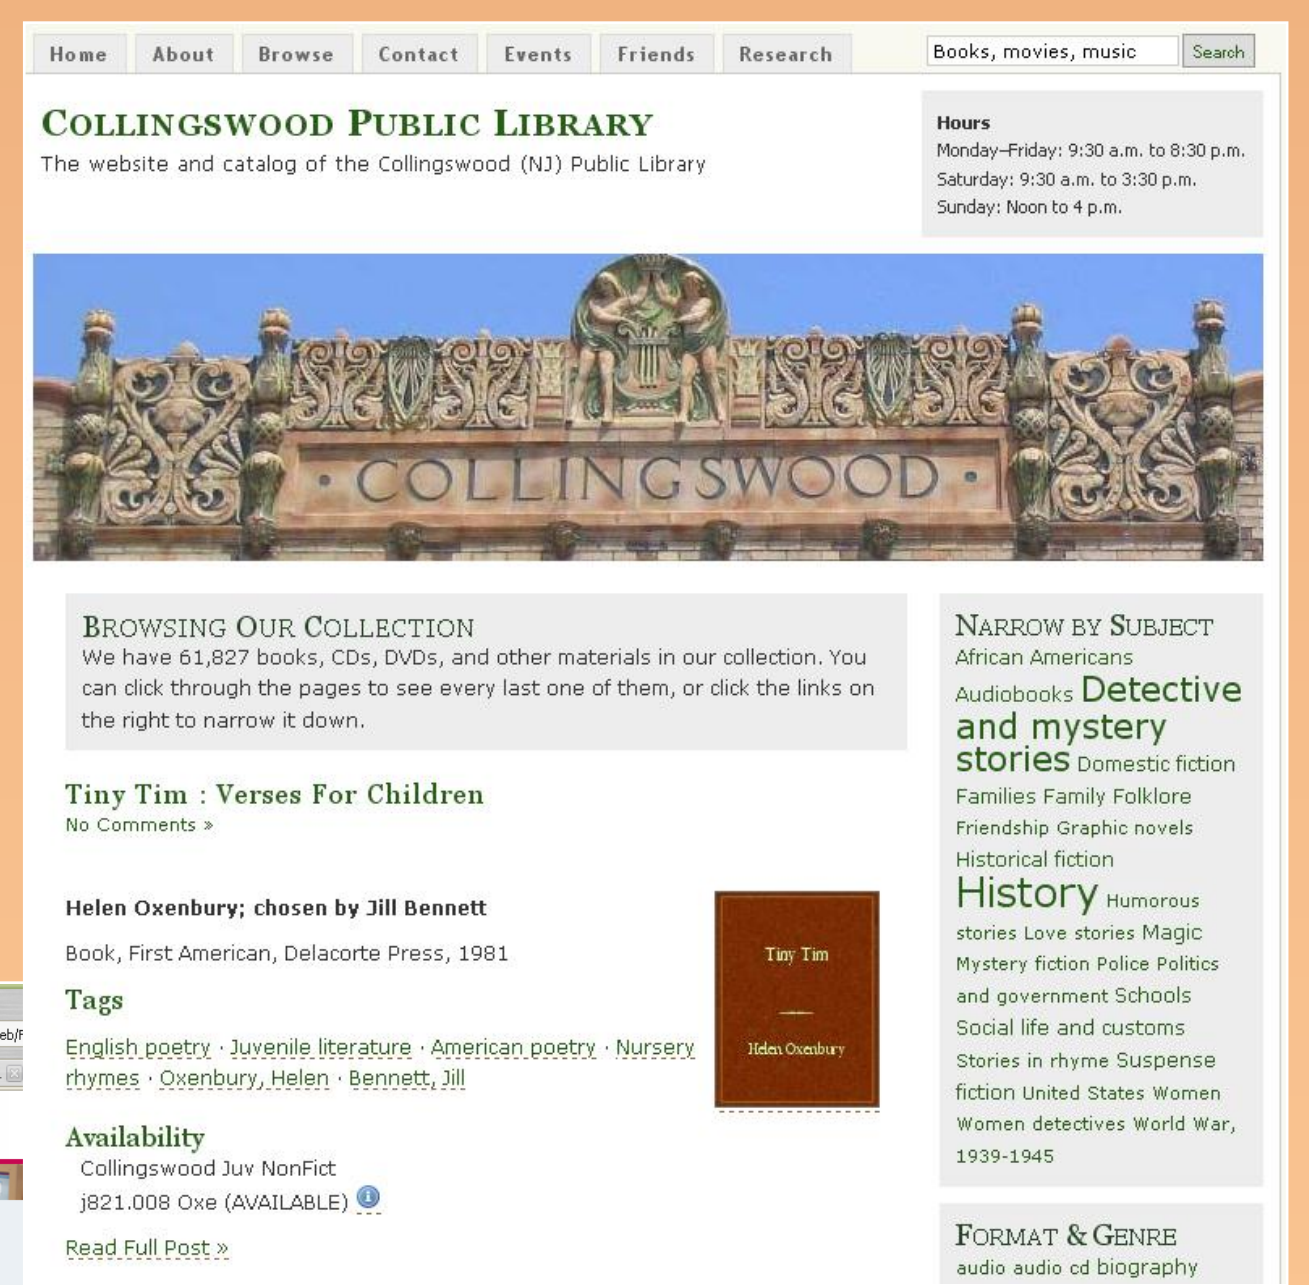 Home About Browse Contact Events Friends Research
Books, movies, music Search
Collingswood Public Library
The website and catalog of the Collingswood (NJ) Public Library
Hours
Monday–Friday: 9:30 a.m. to 8:30 p.m.
Saturday: 9:30 a.m. to 3:30 p.m.
Sunday: Noon to 4 p.m.
· COLLINGSWOOD ·
Browsing Our Collection
We have 61,827 books, CDs, DVDs, and other materials in our collection. You
can click through the pages to see every last one of them, or click the links on
the right to narrow it down.
Tiny Tim : Verses For Children
No Comments »
Helen Oxenbury; chosen by Jill Bennett
Book, First American, Delacorte Press, 1981
Tiny Tim
Helen Oxenbury
Tags
English poetry · Juvenile literature · American poetry · Nursery
rhymes · Oxenbury, Helen · Bennett, Jill
Availability
Collingswood Juv NonFict
j821.008 Oxe (AVAILABLE)
Read Full Post »
Narrow by Subject
African Americans
Audiobooks Detective
and mystery
stories Domestic fiction
Families Family Folklore
Friendship Graphic novels
Historical fiction
History Humorous
stories Love stories Magic
Mystery fiction Police Politics
and government Schools
Social life and customs
Stories in rhyme Suspense
fiction United States Women
Women detectives World War,
1939-1945
Format & Genre
audio audio cd biography